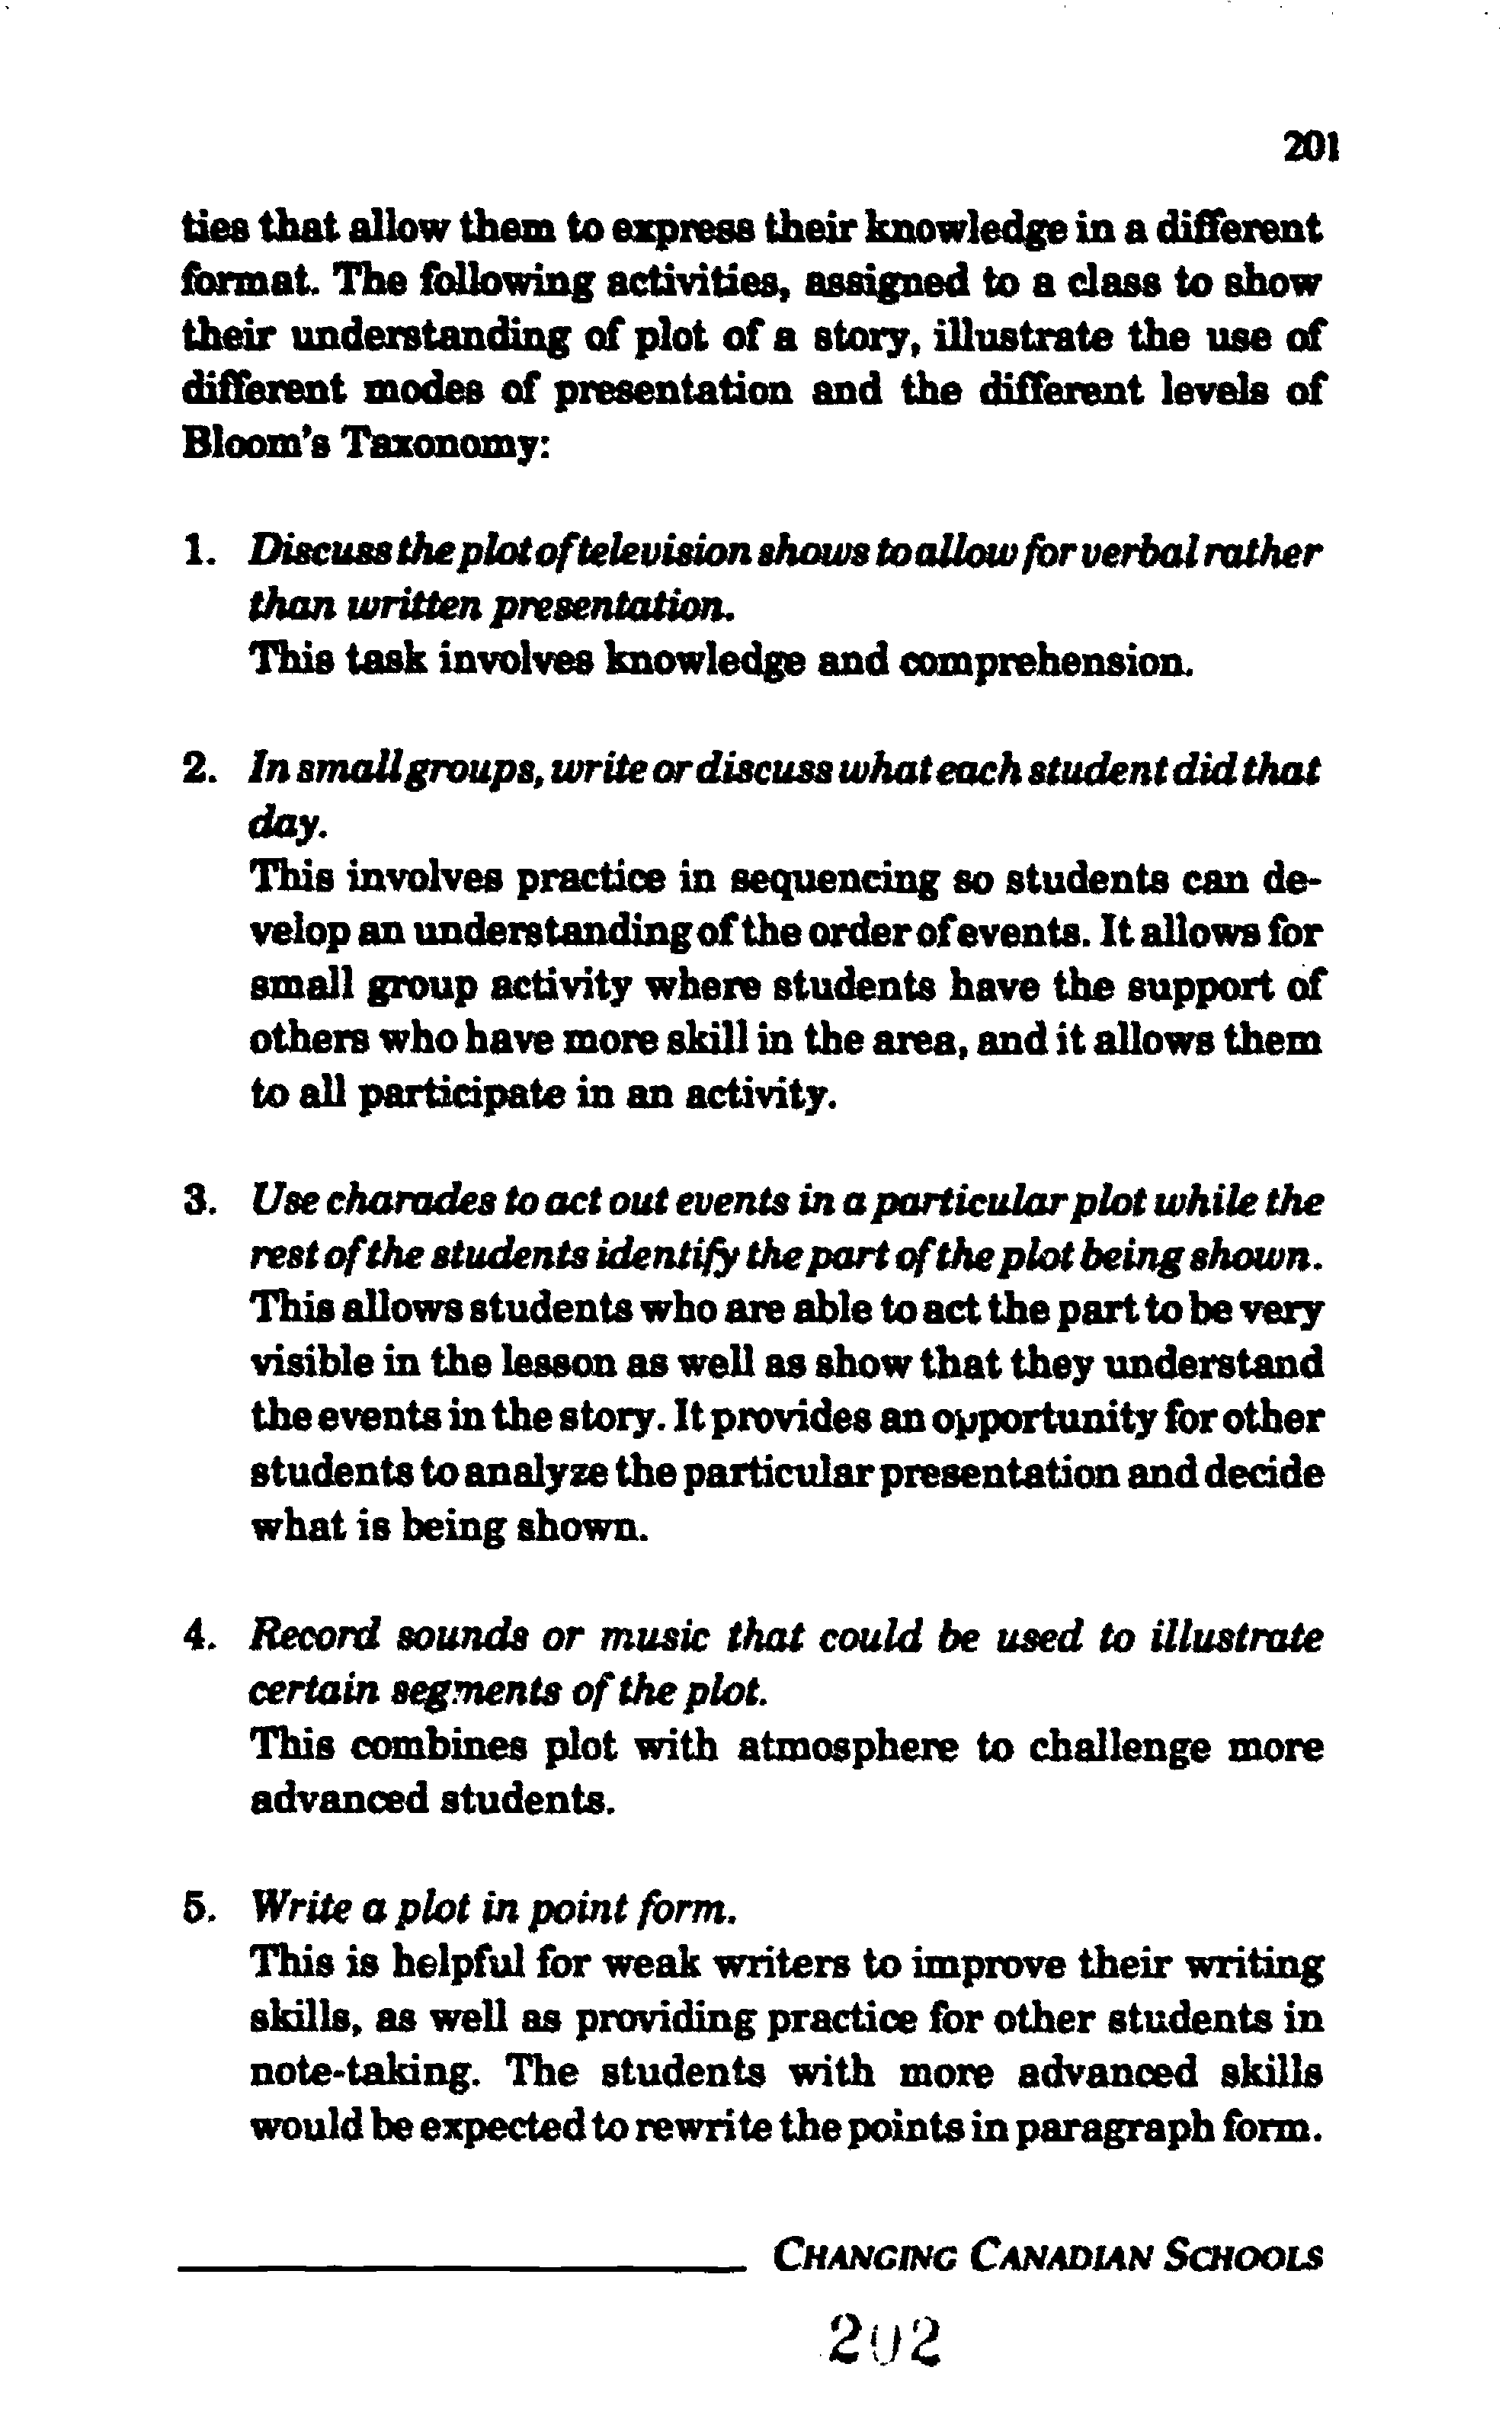 201
ties that allow them to express their knowledge in a different
format. The following activities, assigned to a class to show
their understanding of plot of a story, illustrate the use of
different modes of presentation and the different levels of
Bloom's Taxonomy:
1. Discuss the plot of television shows to allow for verbal rather
than written presentation.
This task involves knowledge and comprehension.
2. In small groups, write or discuss what each student did that
day.
This involves practice in sequencing so students can de-
velop an understanding of the order of events. It allows for
small group activity where students have the support of
others who have more skill in the area, and it allows them
to all participate in an activity.
3. Use charades to act out events in a particular plot while the
rest of the students identify the part of the plot being shown.
This allows students who are able to act the part to be very
visible in the lesson as well as show that they understand
the events in the story. It provides an opportunity for other
students to analyze the particular presentation and decide
what is being shown.
4. Record sounds or music that could be used to illustrate
certain segments of the plot.
This combines plot with atmosphere to challenge more
advanced students.
5. Write a plot in point form.
This is helpful for weak writers to improve their writing
skills, as well as providing practice for other students in
note-taking. The students with more advanced skills
would be expected to rewrite the points in paragraph form.
CHANGING CANADIAN SCHOOLS
202